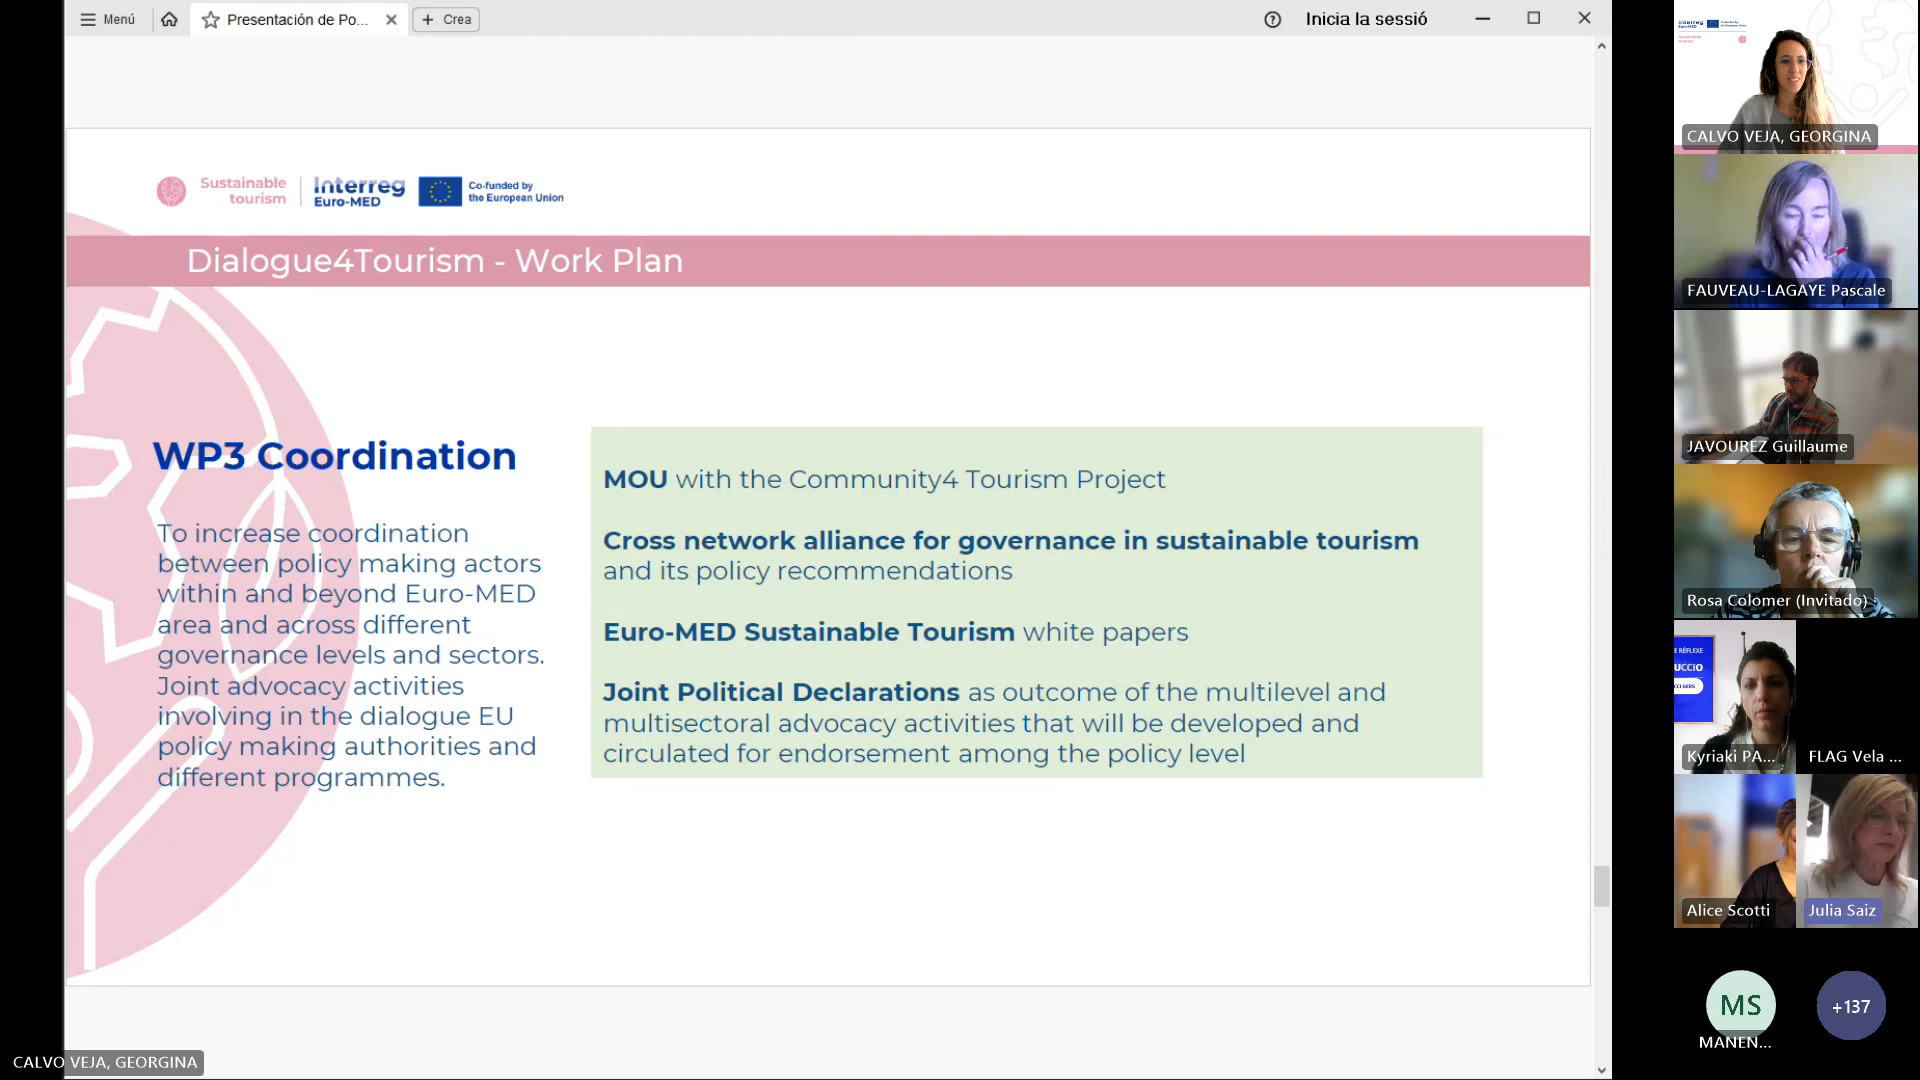 Menú
Presentación de Po...
Crea
Inicia la sessió
Sustainable
tourism
Interreg
Euro-MED
Co-funded by
the European Union
Dialogue4Tourism - Work Plan
WP3 Coordination
To increase coordination
between policy making actors
within and beyond Euro-MED
area and across different
governance levels and sectors.
Joint advocacy activities
involving in the dialogue EU
policy making authorities and
different programmes.
MOU with the Community4 Tourism Project
Cross network alliance for governance in sustainable tourism
and its policy recommendations
Euro-MED Sustainable Tourism white papers
Joint Political Declarations as outcome of the multilevel and
multisectoral advocacy activities that will be developed and
circulated for endorsement among the policy level
CALVO VEJA, GEORGINA
Interreg
CALVO VEJA, GEORGINA
FAUVEAU-LAGAYE Pascale
JAVOUREZ Guillaume
Rosa Colomer (Invitado)
E RÉFLEXE
UCCIO
Kyriaki PA...
FLAG Vela ...
Alice Scotti
Julia Saiz
MS
MANEN...
+137